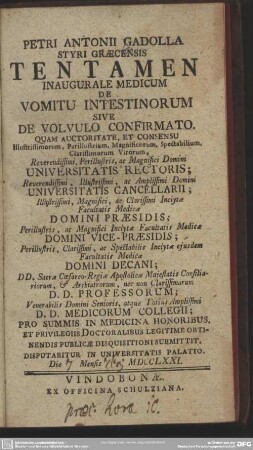 PETRI ANTONII GADOLLA
STYRI GRÆCENSIS
TENTAMEN
INAUGURALE MEDICUM
DE
VOMITU INTESTINORUM
SIVE
DE VOLVULO CONFIRMATO.
QUAM AUCTORITATE, ET CONSENSU
Illustrissimorum, Perillustrium, Magnificorum, Spectabilium,
Clarissimorum Virorum,
Reverendissimi, Perillustris, ac Magnifici Domini
UNIVERSITATIS RECTORIS;
Reverendissimi, Illustrissimi, ac Amplissimi Domini
UNIVERSITATIS CANCELLARII;
Illustrissimi, Magnifici, ac Clarissimi Inclytæ
Facultatis Medicæ
DOMINI PRÆSIDIS;
Perillustris, ac Magnifici Inclytæ Facultatis Medicæ
DOMINI VICE-PRÆSIDIS;
Perillustris, Clarissimi, ac Spectabilis Inclytæ ejusdem
Facultatis Medicæ
DOMINI DECANI;
DD. Sacræ Cæsareo-Regiæ Apostolicæ Majestatis Consilia-
riorum, & Archiatrorum, nec non Clarissimorum
D. D. PROFESSORUM;
Venerabilis Domini Senioris, atque Totius Amplissimi
D. D. MEDICORUM COLLEGII;
PRO SUMMIS IN MEDICINA HONORIBUS,
ET PRIVILEGIIS DOCTORALIBUS LEGITIME OBTI-
NENDIS PUBLICÆ DISQUISITIONI SUBMITTIT.
DISPUTABITUR IN UNIVERSITATIS PALATIO.
Die Mensis MDCCLXXI.
VINDOBONÆ,
EX OFFICINA SCHULZIANA.